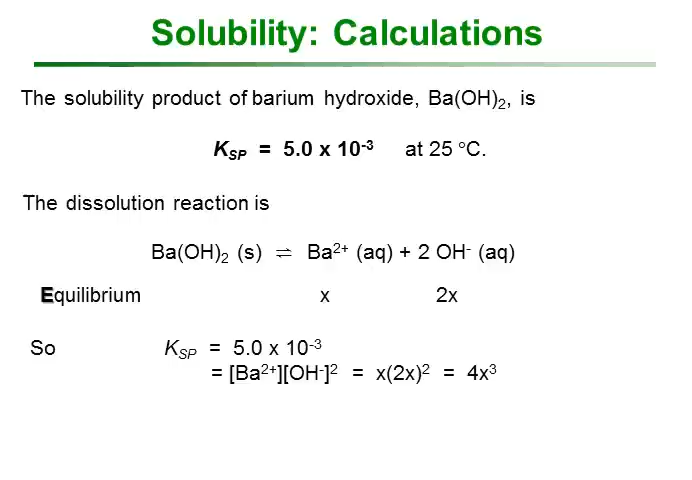 Solubility: Calculations
The solubility product of barium hydroxide, Ba(OH)₂, is
K_SP = 5.0 x 10⁻³ at 25 °C.
The dissolution reaction is
Ba(OH)₂ (s) ⇌ Ba²⁺ (aq) + 2 OH⁻ (aq)
Equilibrium x 2x
So K_SP = 5.0 x 10⁻³
= [Ba²⁺][OH⁻]² = x(2x)² = 4x³